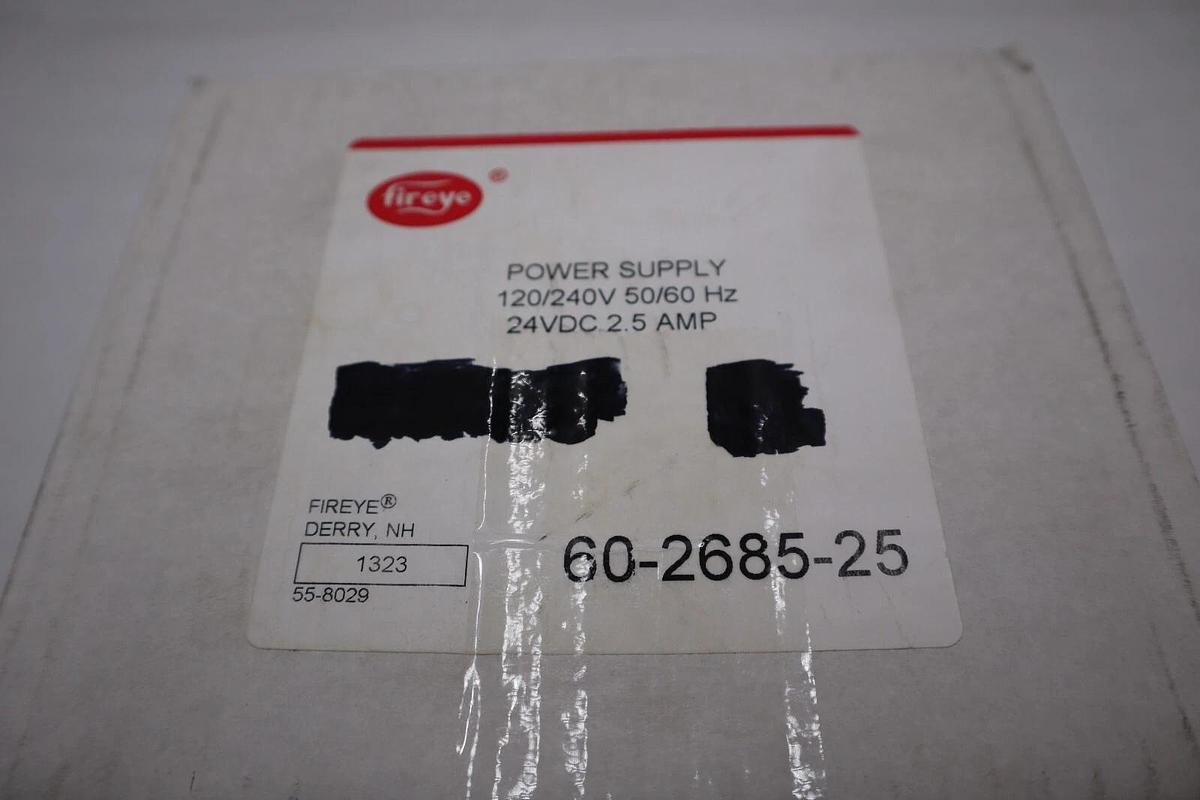 fireye ®
POWER SUPPLY
120/240V 50/60 Hz
24VDC 2.5 AMP
FIREYE®
DERRY, NH
1323
55-8029
60-2685-25